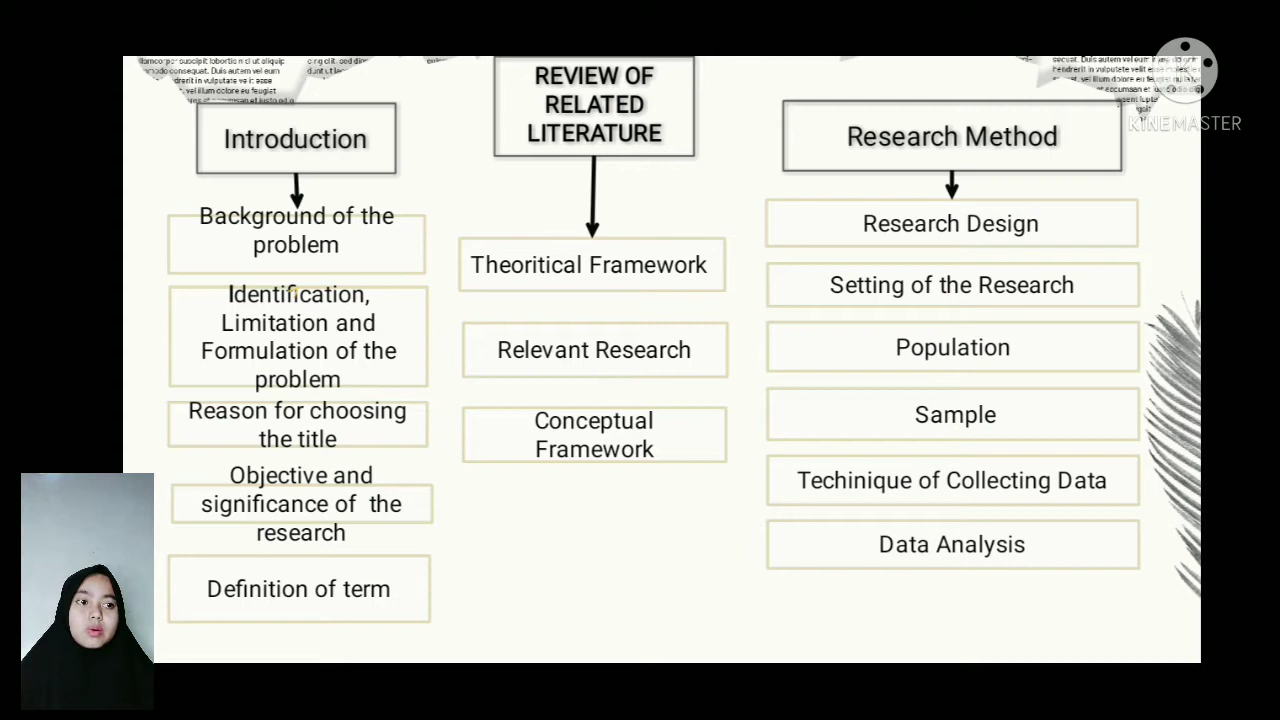 Introduction
Background of the
problem
Identification,
Limitation and
Formulation of the
problem
Reason for choosing
the title
Objective and
significance of the
research
Definition of term
REVIEW OF
RELATED
LITERATURE
Theoritical Framework
Relevant Research
Conceptual
Framework
Research Method
Research Design
Setting of the Research
Population
Sample
Techinique of Collecting Data
Data Analysis
KINEMASTER